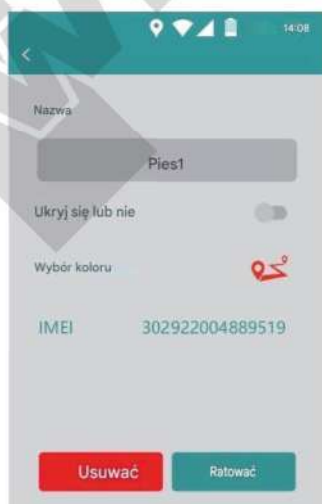 14:08
Nazwa
Pies1
Ukryj się lub nie
Wybór koloru
IMEI 302922004889519
Usuwać Ratować